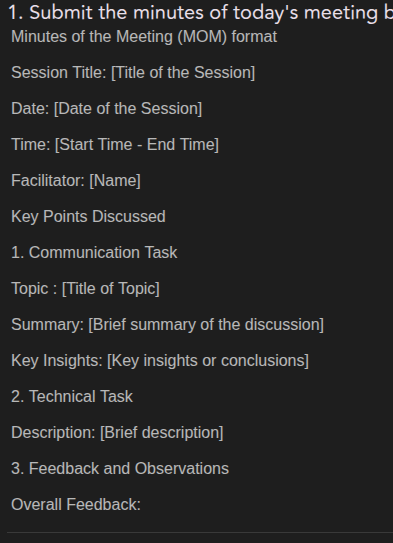 1. Submit the minutes of today's meeting b
Minutes of the Meeting (MOM) format
Session Title: [Title of the Session]
Date: [Date of the Session]
Time: [Start Time - End Time]
Facilitator: [Name]
Key Points Discussed
1. Communication Task
Topic : [Title of Topic]
Summary: [Brief summary of the discussion]
Key Insights: [Key insights or conclusions]
2. Technical Task
Description: [Brief description]
3. Feedback and Observations
Overall Feedback: